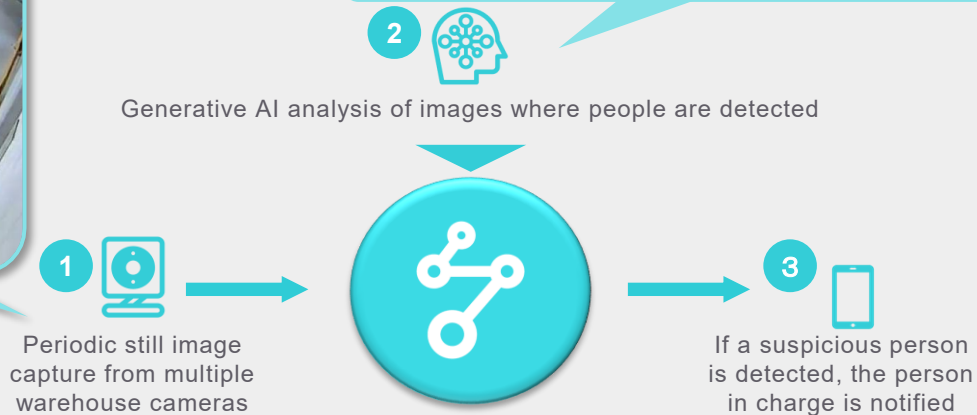 2
Generative AI analysis of images where people are detected
1
Periodic still image
capture from multiple
warehouse cameras
3
If a suspicious person
is detected, the person
in charge is notified